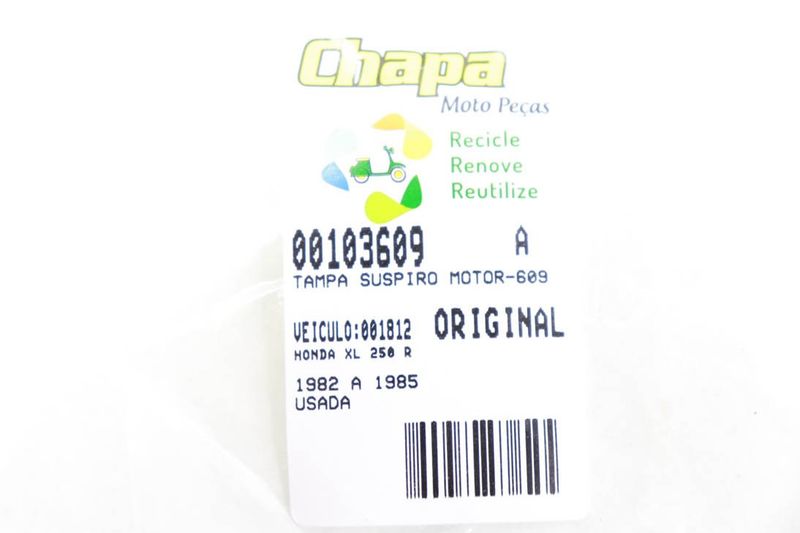 Chapa
Moto Peças
Recicle
Renove
Reutilize
00103609 A
TAMPA SUSPIRO MOTOR-609
VEICULO:001812 ORIGINAL
HONDA XL 250 R
1982 A 1985
USADA